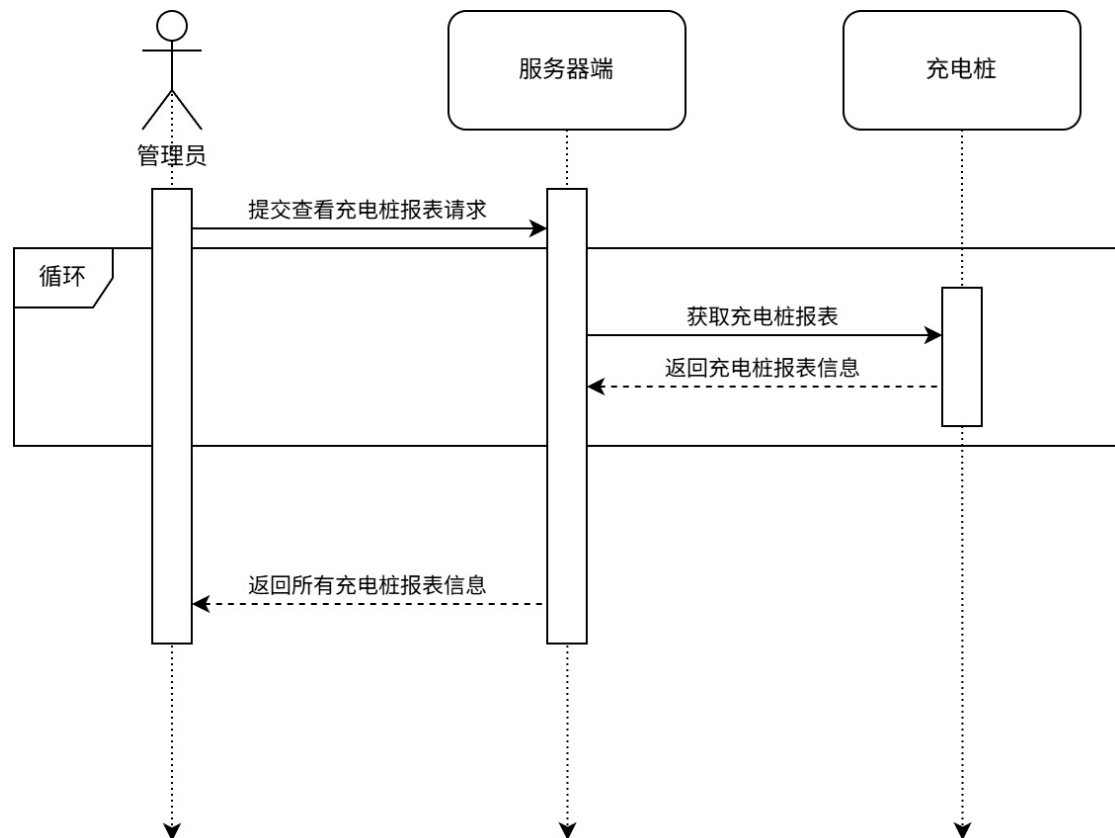 服务器端
充电桩
管理员
提交查看充电桩报表请求
循环
获取充电桩报表
返回充电桩报表信息
返回所有充电桩报表信息